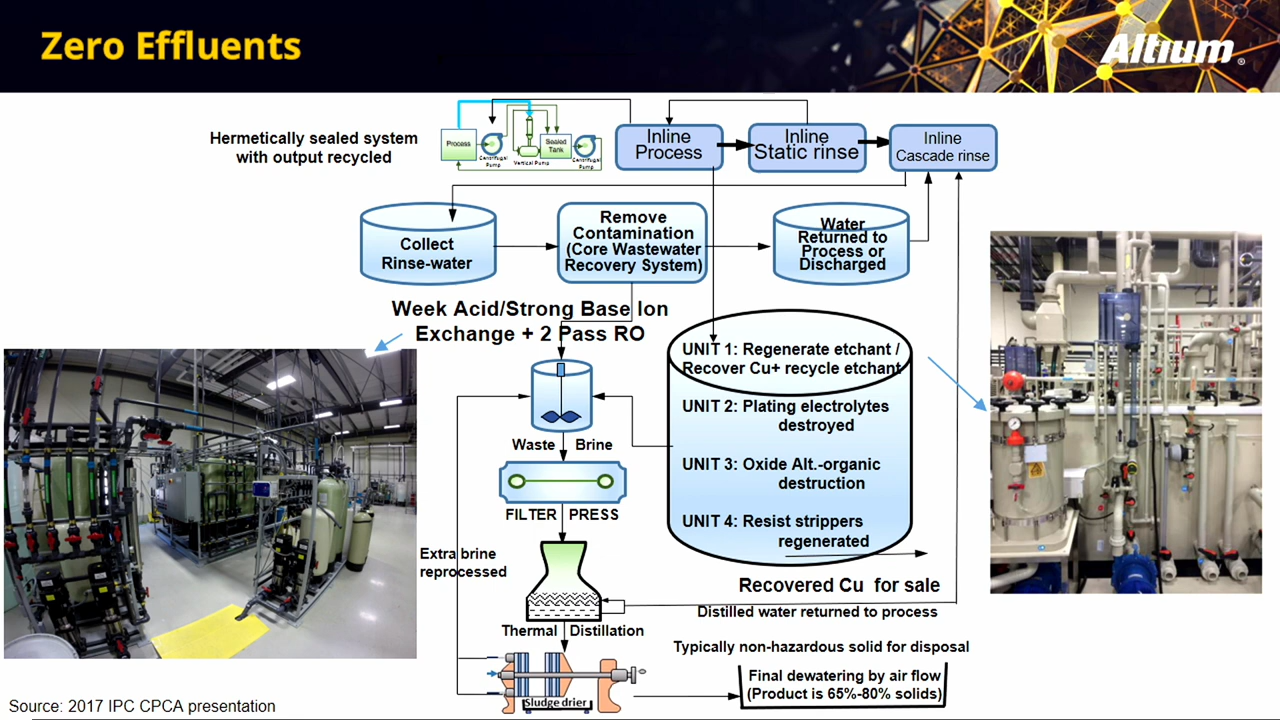 Zero Effluents
Altium®
Hermetically sealed system
with output recycled
Process
Centrifugal
Pump
Vertical Pump
Sealed
Tank
Centrifugal
Pump
Inline
Process
Inline
Static rinse
Inline
Cascade rinse
Collect
Rinse-water
Remove
Contamination
(Core Wastewater
Recovery System)
Water
Returned to
Process or
Discharged
Week Acid/Strong Base Ion
Exchange + 2 Pass RO
UNIT 1: Regenerate etchant /
Recover Cu+ recycle etchant
UNIT 2: Plating electrolytes
destroyed
UNIT 3: Oxide Alt.-organic
destruction
UNIT 4: Resist strippers
regenerated
Waste Brine
FILTER PRESS
Extra brine
reprocessed
Recovered Cu for sale
Distilled water returned to process
Thermal Distillation
Typically non-hazardous solid for disposal
Final dewatering by air flow
(Product is 65%-80% solids)
Sludge drier
Source: 2017 IPC CPCA presentation